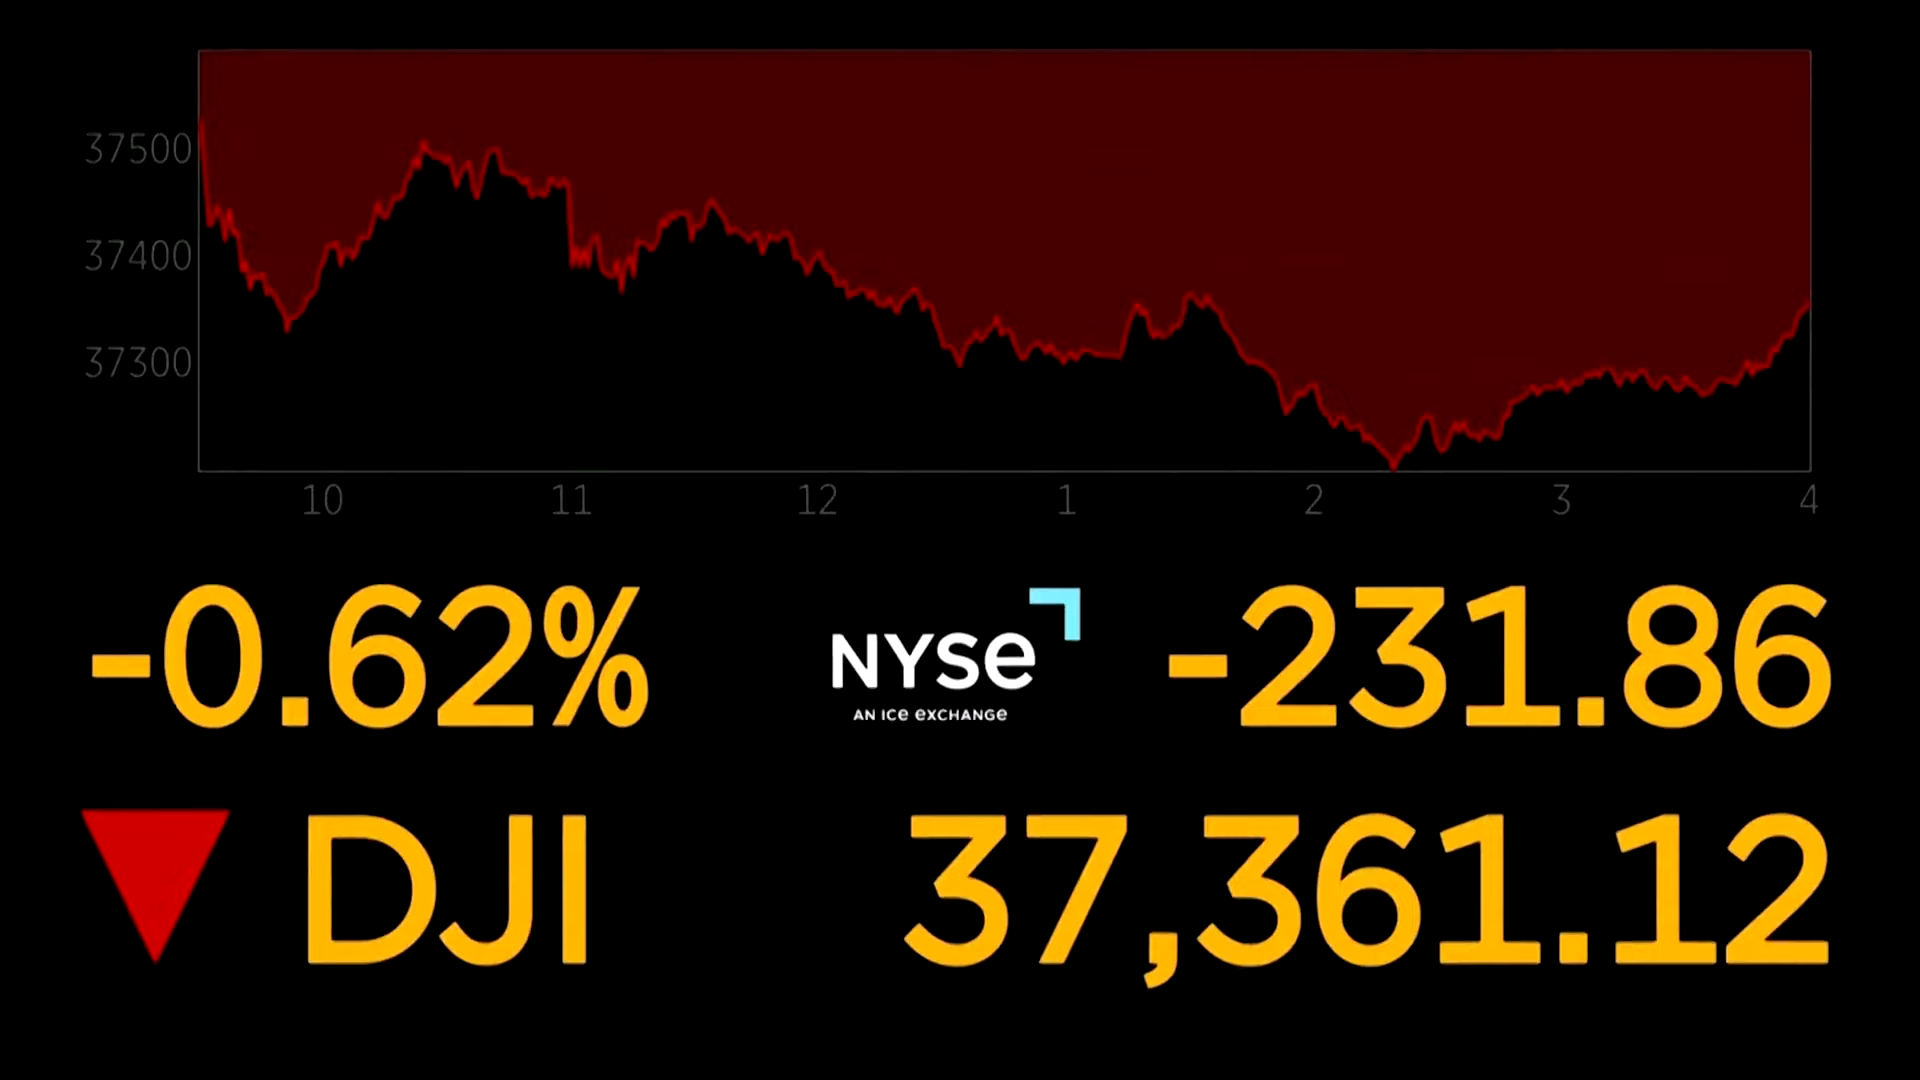 37500
37400
37300
10 11 12 1 2 3 4
-0.62% NYSE -231.86
AN ICE EXCHANGE
DJI 37,361.12